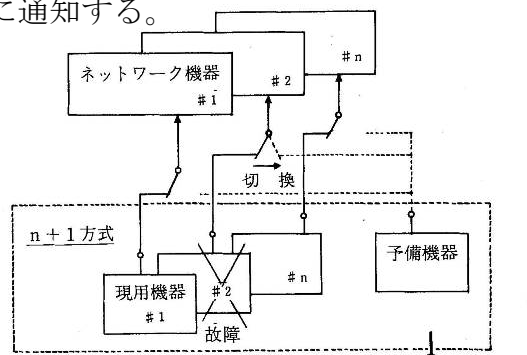 に通知する。
#n
ネットワーク機器
#2
#1
切 換
n+1方式
予備機器
#n
現用機器
#2
#1
故障